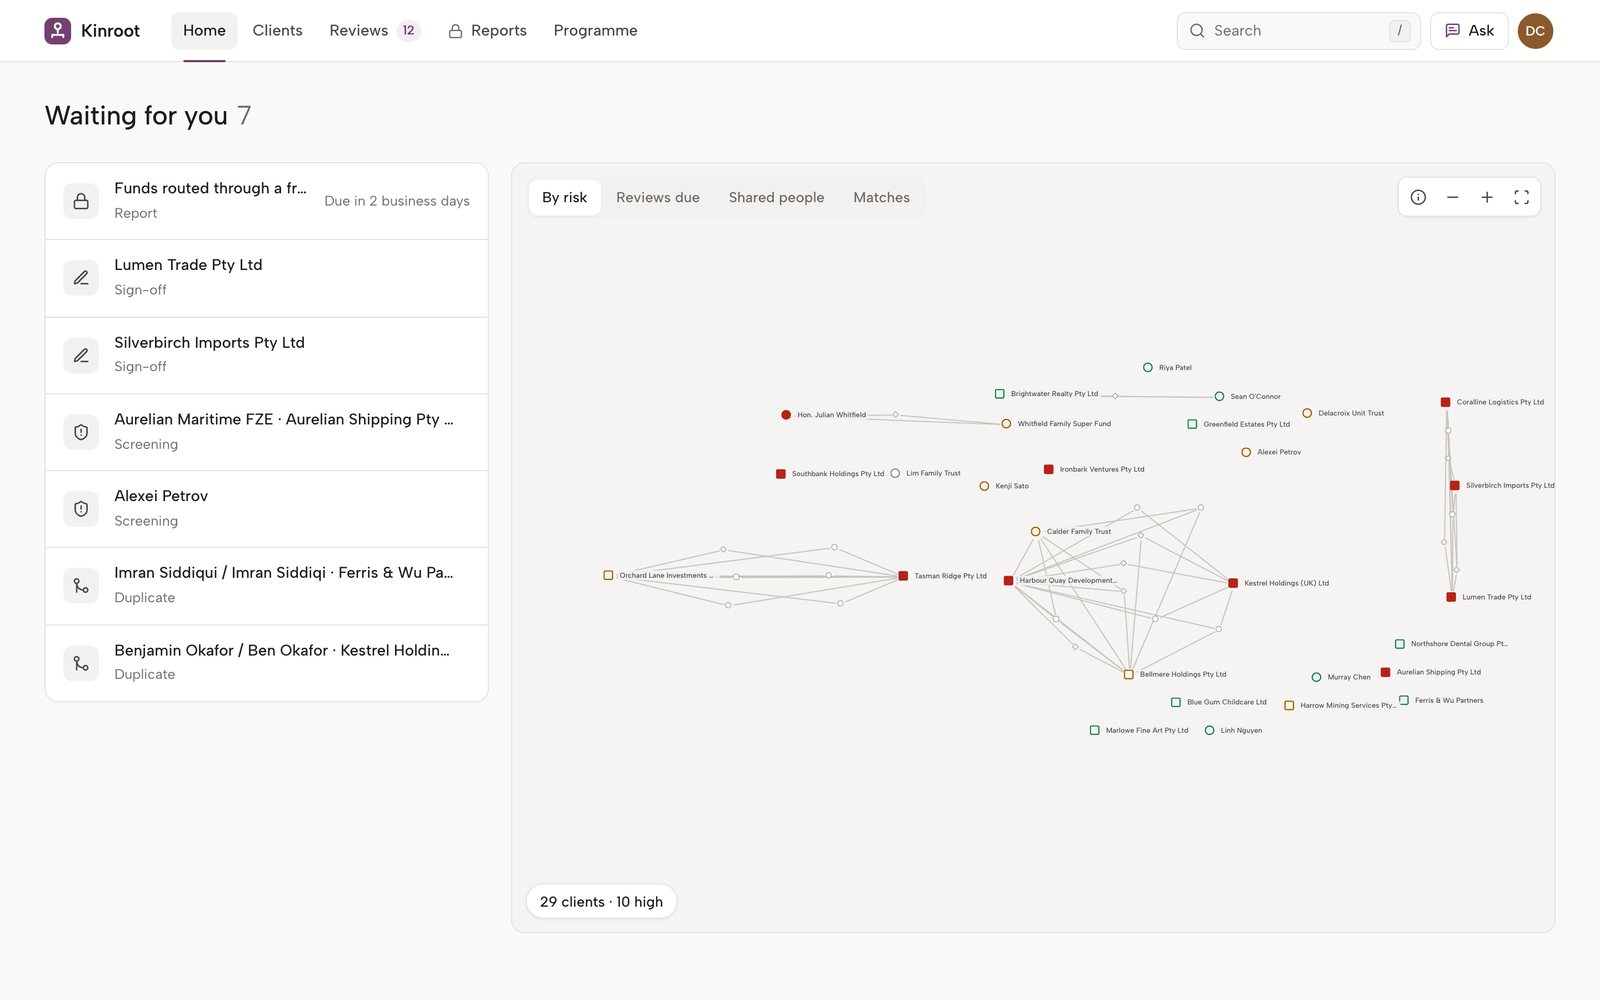 Kinroot
Home
Clients
Reviews 12
Reports
Programme
Search /
Ask
DC
Waiting for you 7
Funds routed through a fr…
Report
Due in 2 business days
Lumen Trade Pty Ltd
Sign-off
Silverbirch Imports Pty Ltd
Sign-off
Aurelian Maritime FZE · Aurelian Shipping Pty …
Screening
Alexei Petrov
Screening
Imran Siddiqui / Imran Siddiqi · Ferris & Wu Pa…
Duplicate
Benjamin Okafor / Ben Okafor · Kestrel Holdin…
Duplicate
By risk
Reviews due
Shared people
Matches
Riya Patel
Brightwater Realty Pty Ltd
Sean O'Connor
Coralline Logistics Pty Ltd
Hon. Julian Whitfield
Delacroix Unit Trust
Whitfield Family Super Fund
Greenfield Estates Pty Ltd
Alexei Petrov
Southbank Holdings Pty Ltd
Lim Family Trust
Ironbark Ventures Pty Ltd
Kenji Sato
Silverbirch Imports Pty Ltd
Calder Family Trust
Orchard Lane Investments …
Tasman Ridge Pty Ltd
Harbour Quay Development…
Kestrel Holdings (UK) Ltd
Lumen Trade Pty Ltd
Northshore Dental Group Pt…
Bellmere Holdings Pty Ltd
Murray Chen
Aurelian Shipping Pty Ltd
Blue Gum Childcare Ltd
Harrow Mining Services Pty…
Ferris & Wu Partners
Marlowe Fine Art Pty Ltd
Linh Nguyen
29 clients · 10 high